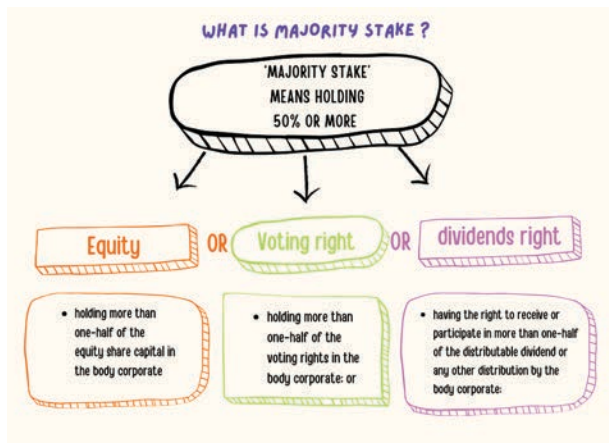 WHAT IS MAJORITY STAKE ?
'MAJORITY STAKE'
MEANS HOLDING
50% OR MORE
Equity
OR
Voting right
OR
dividends right
• holding more than
one-half of the
equity share capital in
the body corporate
• holding more than
one-half of the
voting rights in the
body corporate; or
• having the right to receive or
participate in more than one-half
of the distributable dividend or
any other distribution by the
body corporate;